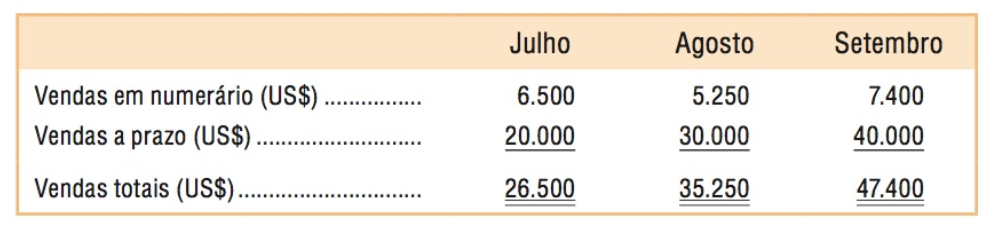 Julho Agosto Setembro
Vendas em numerário (US$) ................ 6.500 5.250 7.400
Vendas a prazo (US$) ........................... 20.000 30.000 40.000
Vendas totais (US$) .............................. 26.500 35.250 47.400